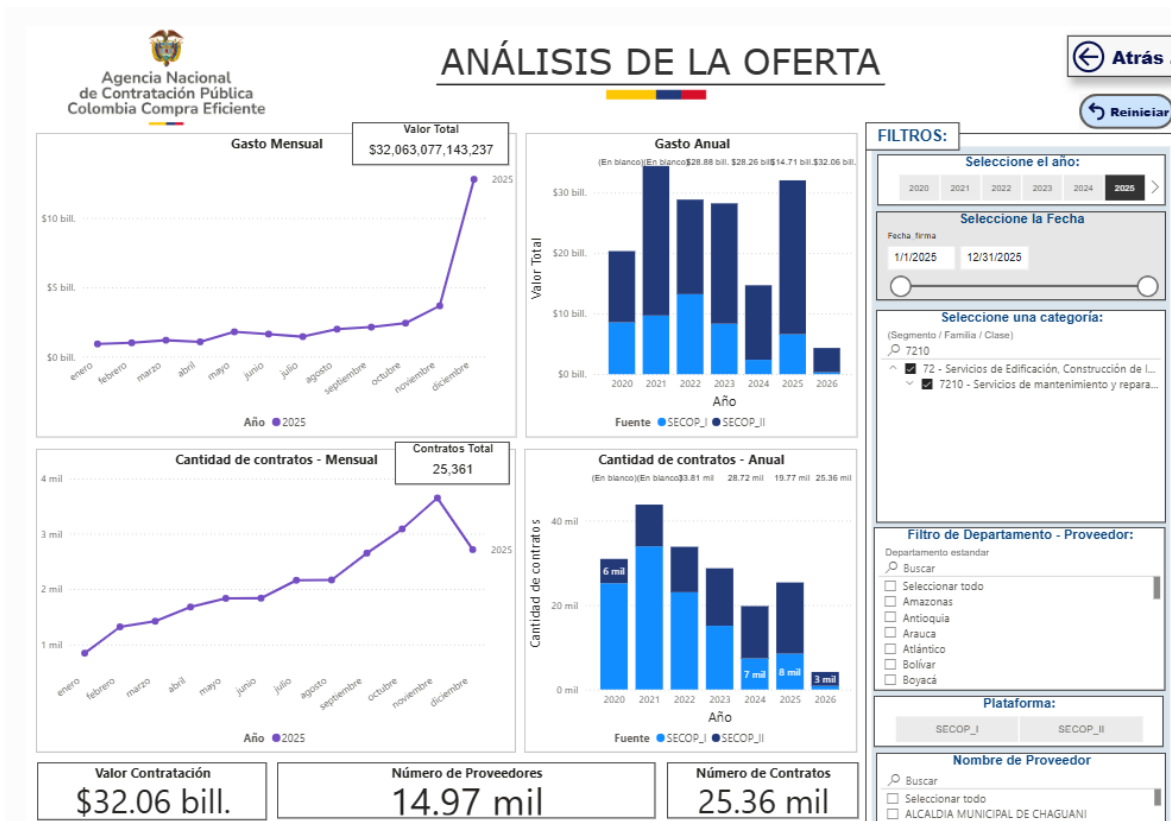 Agencia Nacional
de Contratación Pública
Colombia Compra Eficiente
ANÁLISIS DE LA OFERTA
Atrás
Reiniciar
Gasto Mensual
Valor Total
$32,063,077,143,237
2025
$10 bill.
$5 bill.
$0 bill.
enero
febrero
marzo
abril
mayo
junio
julio
agosto
septiembre
octubre
noviembre
diciembre
Año 2025
Gasto Anual
(En blanco) (En blanco) $28.88 bill. $28.26 bill. $14.71 bill. $32.06 bill.
Valor Total
$30 bill.
$20 bill.
$10 bill.
$0 bill.
2020 2021 2022 2023 2024 2025 2026
Año
Fuente SECOP_I SECOP_II
Cantidad de contratos - Mensual
Contratos Total
25,361
4 mil
3 mil
2025
2 mil
1 mil
enero
febrero
marzo
abril
mayo
junio
julio
agosto
septiembre
octubre
noviembre
diciembre
Año 2025
Cantidad de contratos - Anual
(En blanco) (En blanco) 33.81 mil 28.72 mil 19.77 mil 25.36 mil
Cantidad de contratos
40 mil
20 mil
0 mil
6 mil
7 mil
8 mil
3 mil
2020 2021 2022 2023 2024 2025 2026
Año
Fuente SECOP_I SECOP_II
Valor Contratación
$32.06 bill.
Número de Proveedores
14.97 mil
Número de Contratos
25.36 mil
FILTROS:
Seleccione el año:
2020 2021 2022 2023 2024 2025
Seleccione la Fecha
Fecha_firma
1/1/2025 12/31/2025
Seleccione una categoría:
(Segmento / Familia / Clase)
7210
72 - Servicios de Edificación, Construcción de l...
7210 - Servicios de mantenimiento y repara...
Filtro de Departamento - Proveedor:
Departamento estandar
Buscar
Seleccionar todo
Amazonas
Antioquia
Arauca
Atlántico
Bolívar
Boyacá
Plataforma:
SECOP_I SECOP_II
Nombre de Proveedor
Buscar
Seleccionar todo
ALCALDIA MUNICIPAL DE CHAGUANI